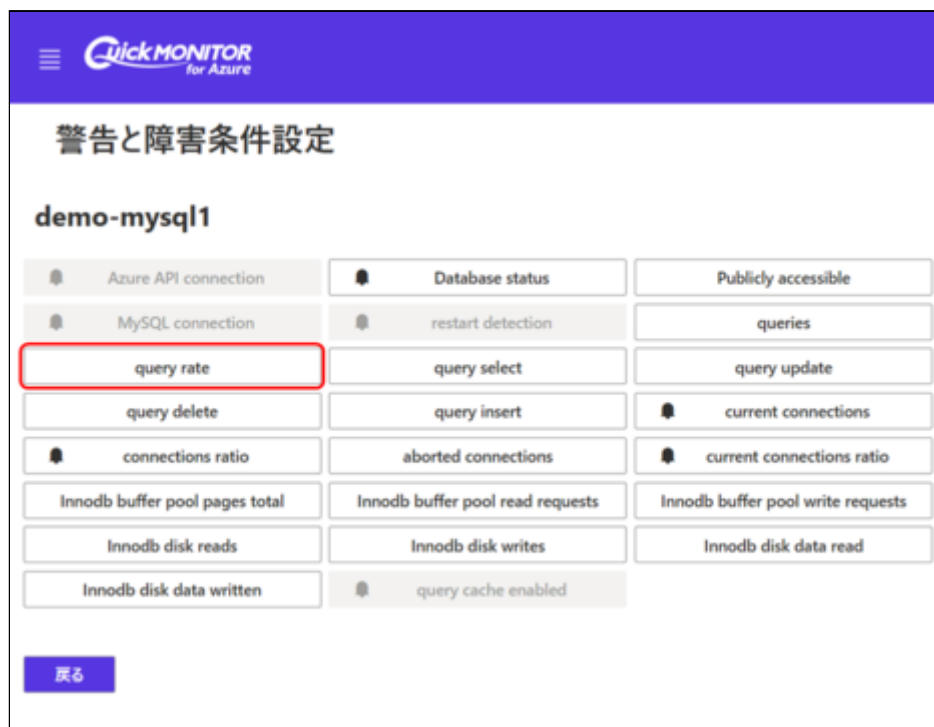 QuickMONITOR
for Azure
警告と障害条件設定
demo-mysql1
Azure API connection
Database status
Publicly accessible
MySQL connection
restart detection
queries
query rate
query select
query update
query delete
query insert
current connections
connections ratio
aborted connections
current connections ratio
Innodb buffer pool pages total
Innodb buffer pool read requests
Innodb buffer pool write requests
Innodb disk reads
Innodb disk writes
Innodb disk data read
Innodb disk data written
query cache enabled
戻る